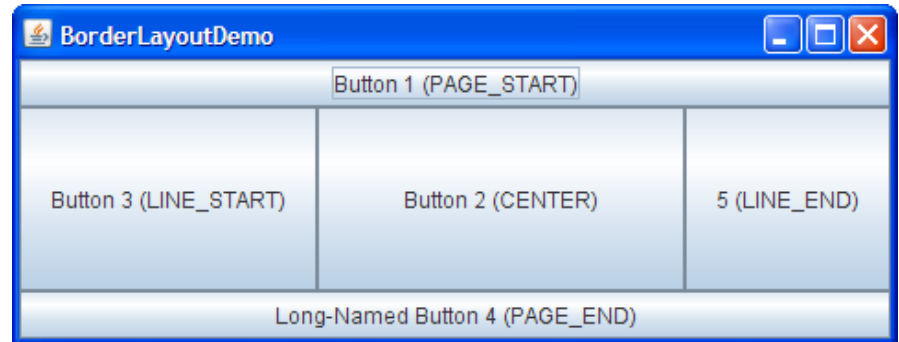 BorderLayoutDemo
Button 1 (PAGE_START)
Button 3 (LINE_START)
Button 2 (CENTER)
5 (LINE_END)
Long-Named Button 4 (PAGE_END)